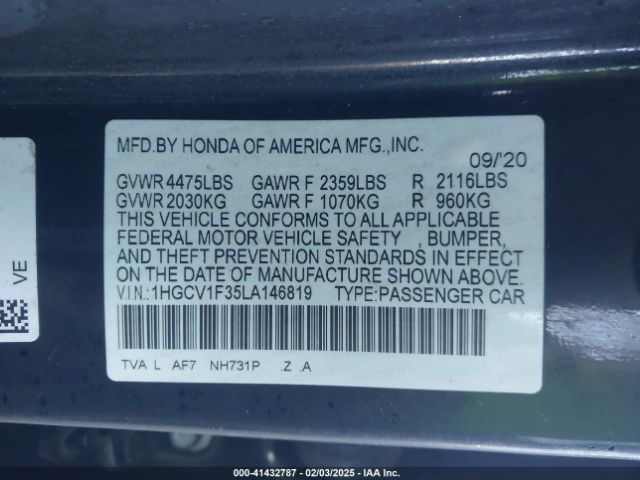 MFD.BY HONDA OF AMERICA MFG.,INC.
09/'20
GVWR 4475LBS GAWR F 2359LBS R 2116LBS
GVWR 2030KG GAWR F 1070KG R 960KG
THIS VEHICLE CONFORMS TO ALL APPLICABLE
FEDERAL MOTOR VEHICLE SAFETY , BUMPER,
AND THEFT PREVENTION STANDARDS IN EFFECT
ON THE DATE OF MANUFACTURE SHOWN ABOVE.
V.I.N.:1HGCV1F35LA146819 TYPE:PASSENGER CAR
TVA L AF7 NH731P .Z .A
VE
000-41432787 - 02/03/2025 - IAA Inc.